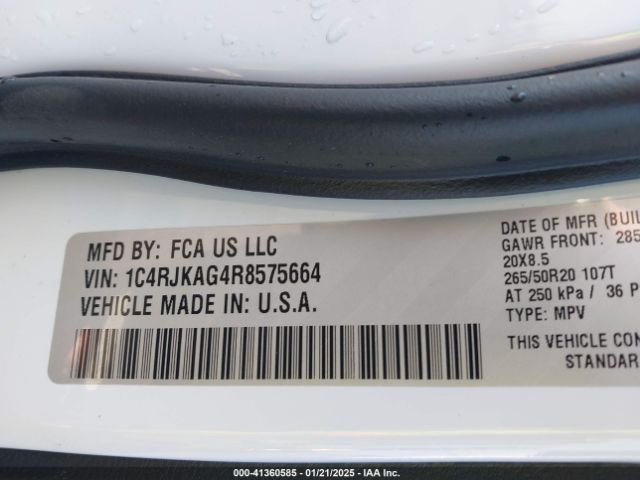 MFD BY: FCA US LLC
VIN: 1C4RJKAG4R8575664
VEHICLE MADE IN: U.S.A.
DATE OF MFR (BUIL
GAWR FRONT: 285
20X8.5
265/50R20 107T
AT 250 kPa / 36 P
TYPE: MPV
THIS VEHICLE CON
STANDAR
000-41360585 - 01/21/2025 - IAA, Inc.